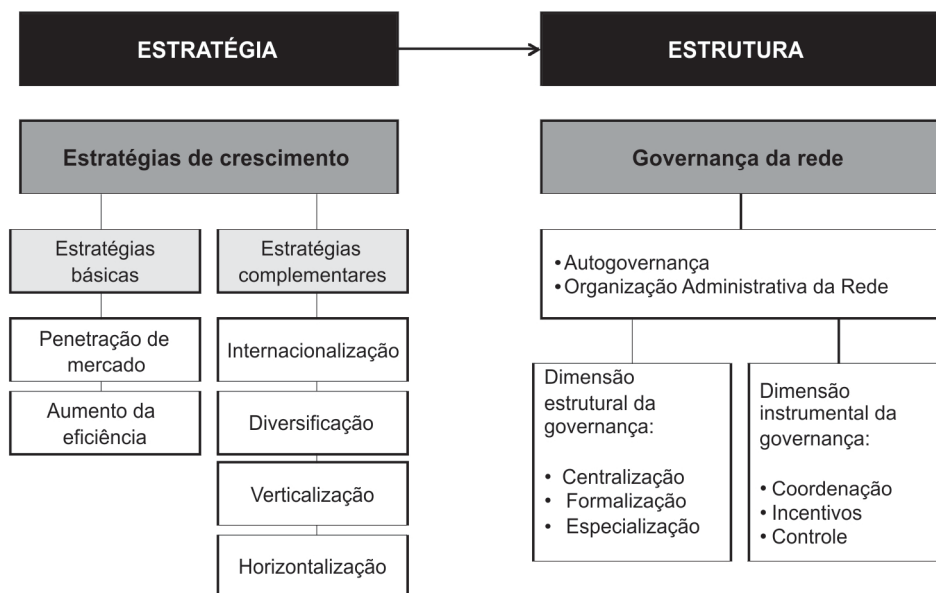 ESTRATÉGIA
ESTRUTURA
Estratégias de crescimento
Governança da rede
Estratégias
básicas
Estratégias
complementares
Penetração de
mercado
Aumento da
eficiência
Internacionalização
Diversificação
Verticalização
Horizontalização
• Autogovernança
• Organização Administrativa da Rede
Dimensão
estrutural da
governança:
• Centralização
• Formalização
• Especialização
Dimensão
instrumental da
governança:
• Coordenação
• Incentivos
• Controle